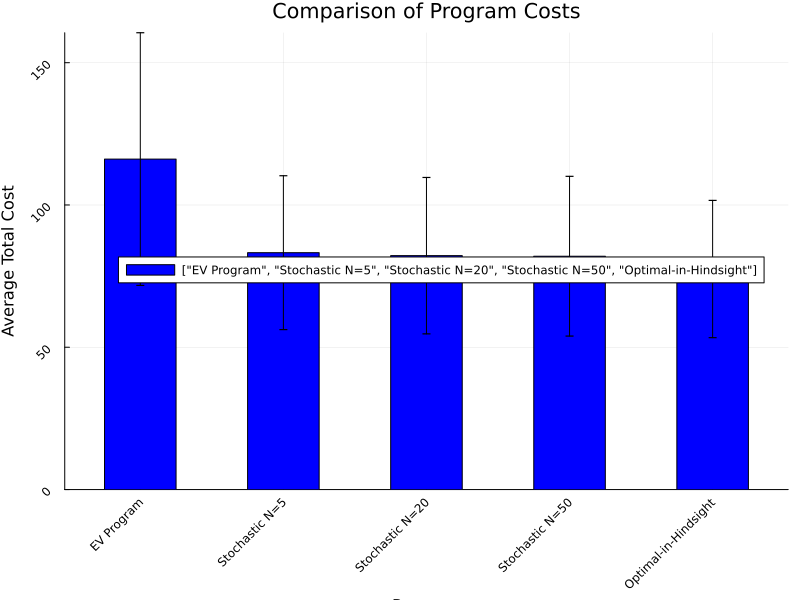 Comparison of Program Costs
Average Total Cost
150
100
50
0
["EV Program", "Stochastic N=5", "Stochastic N=20", "Stochastic N=50", "Optimal-in-Hindsight"]
EV Program
Stochastic N=5
Stochastic N=20
Stochastic N=50
Optimal-in-Hindsight